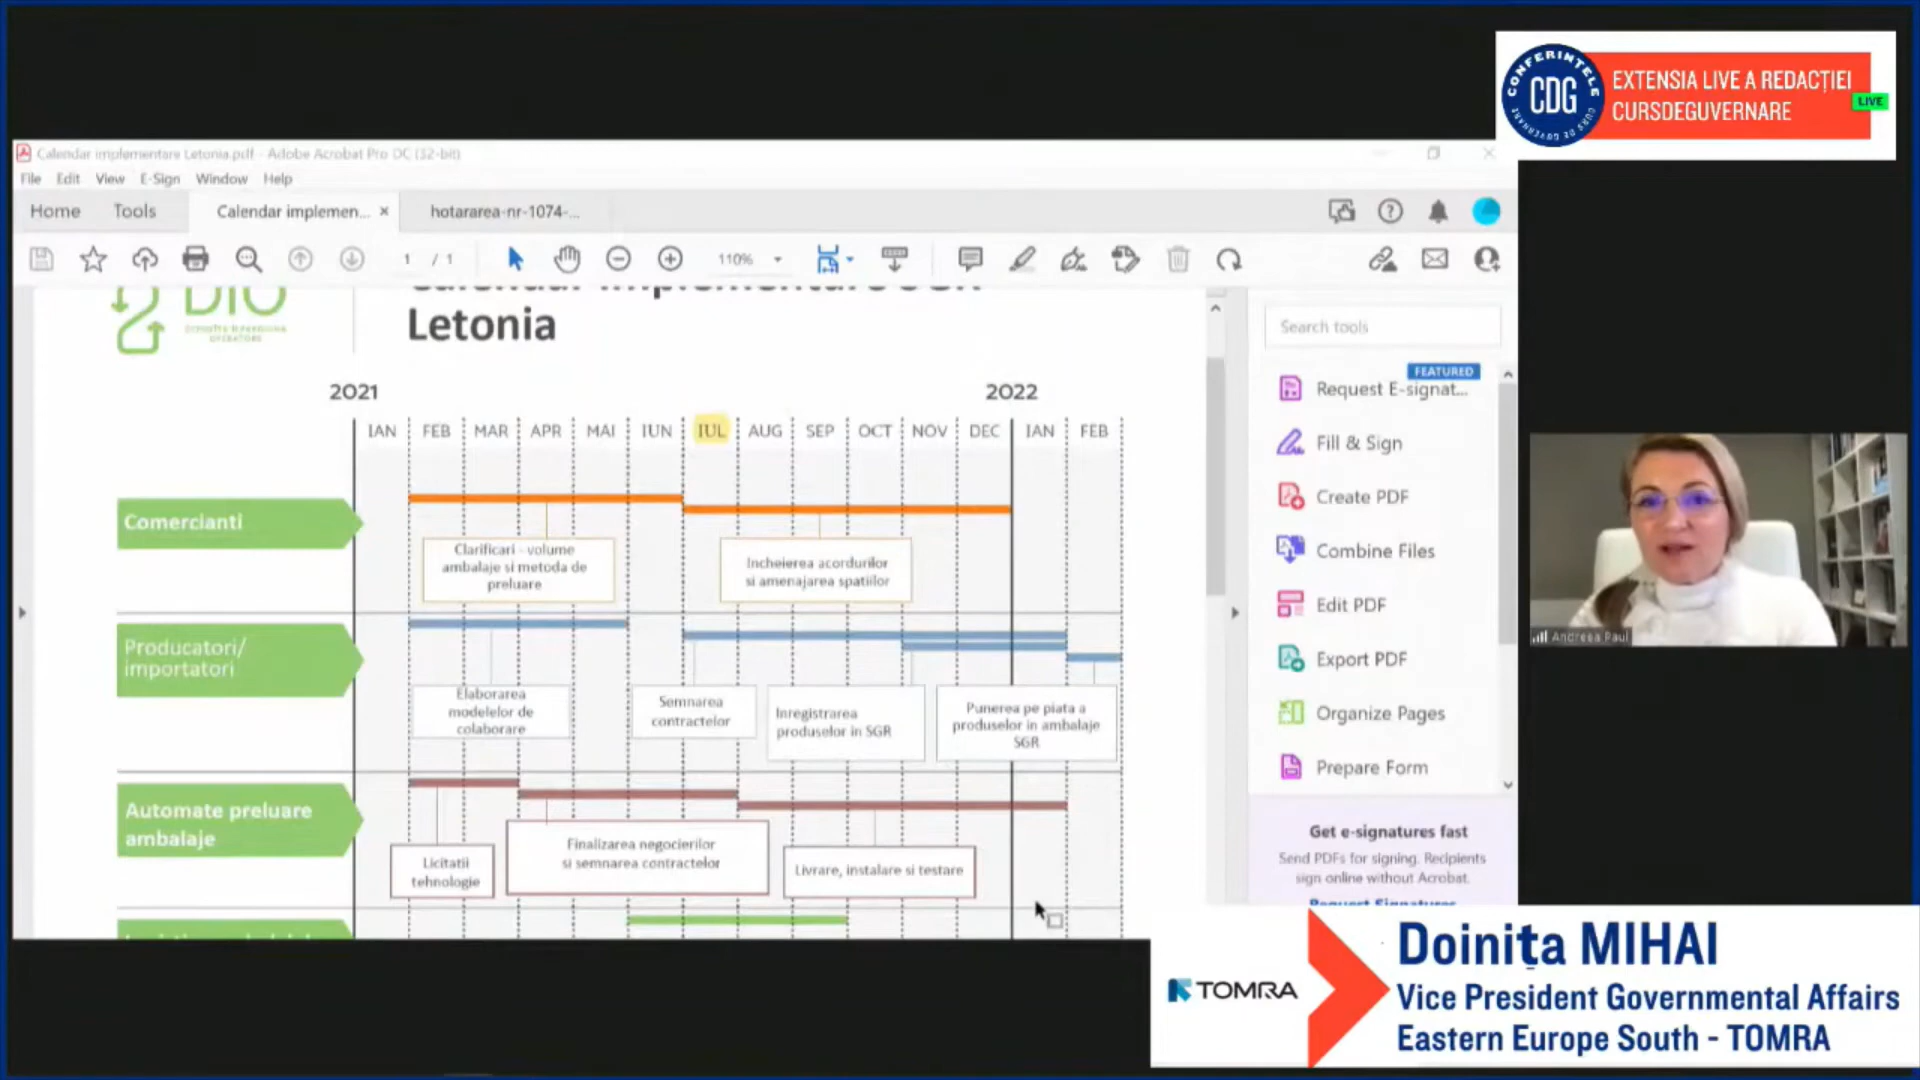 CONFERINTELE
CDG
CURS DE GUVERNARE
EXTENSIA LIVE A REDACȚIEI
CURSDEGUVERNARE
LIVE
Calendar implementare Letonia.pdf - Adobe Acrobat Pro DC (32-bit)
File Edit View E-Sign Window Help
Home Tools Calendar implemen... × hotararea-nr-1074-...
1 / 1 110%
DIO
Letonia
2021 2022
IAN FEB MAR APR MAI IUN IUL AUG SEP OCT NOV DEC IAN FEB
Comercianti
Clarificari - volume
ambalaje si metoda de
preluare
Incheierea acordurilor
si amenajarea spatiilor
Producatori/
importatori
Elaborarea
modelelor de
colaborare
Semnarea
contractelor
Inregistrarea
produselor in SGR
Punerea pe piata a
produselor in ambalaje
SGR
Automate preluare
ambalaje
Licitatii
tehnologie
Finalizarea negocierilor
si semnarea contractelor
Livrare, instalare si testare
Search tools
FEATURED
Request E-signat...
Fill & Sign
Create PDF
Combine Files
Edit PDF
Export PDF
Organize Pages
Prepare Form
Get e-signatures fast
Send PDFs for signing. Recipients
sign online without Acrobat.
Request Signatures
Andreea Paul
TOMRA
Doinița MIHAI
Vice President Governmental Affairs
Eastern Europe South - TOMRA